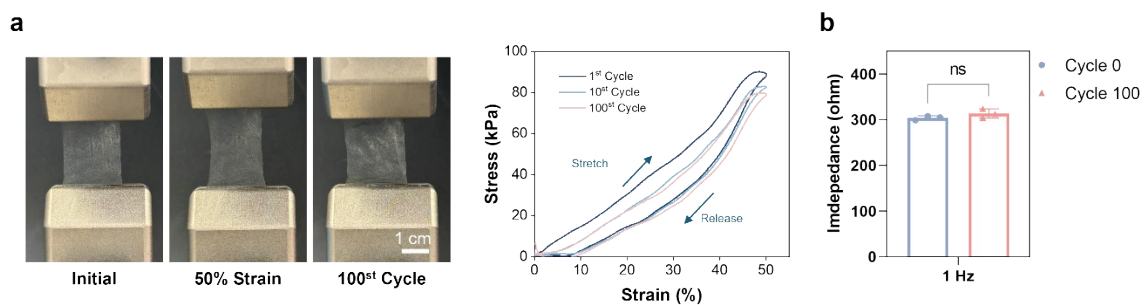 a
Initial
50% Strain
100st Cycle
1 cm
Stress (kPa)
100
80
60
40
20
0
1st Cycle
10st Cycle
100st Cycle
Stretch
Release
0
10
20
30
40
50
Strain (%)
b
Imdepedance (ohm)
400
300
200
100
0
ns
1 Hz
Cycle 0
Cycle 100